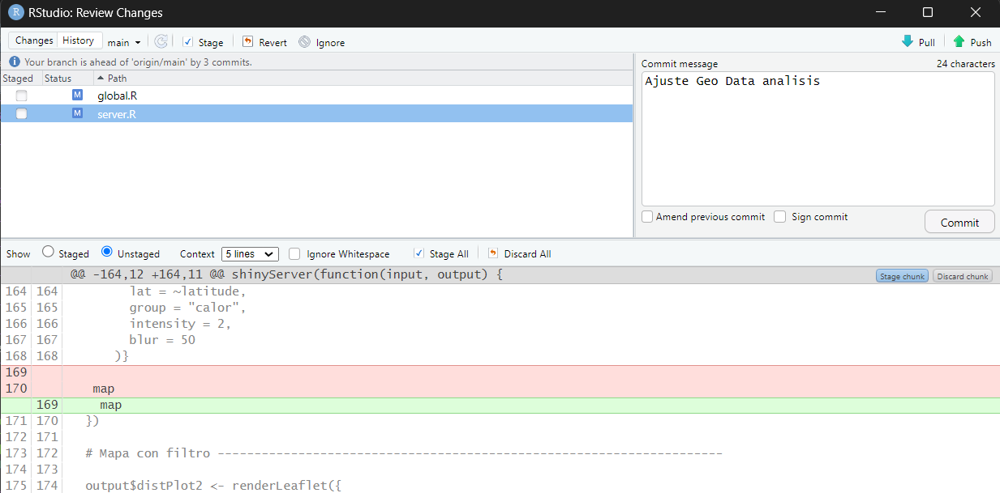 RStudio: Review Changes
Changes History main Stage Revert Ignore Pull Push
Your branch is ahead of 'origin/main' by 3 commits.
Staged Status Path
M global.R
M server.R
Commit message 24 characters
Ajuste Geo Data analisis
Amend previous commit Sign commit Commit
Show Staged Unstaged Context 5 lines Ignore Whitespace Stage All Discard All
@@ -164,12 +164,11 @@ shinyServer(function(input, output) { Stage chunk Discard chunk
164 164 lat = ~latitude,
165 165 group = "calor",
166 166 intensity = 2,
167 167 blur = 50
168 168 )}
169
170 map
169 map
171 170 })
172 171
173 172 # Mapa con filtro ---------------------------------------------------------------------
174 173
175 174 output$distPlot2 <- renderLeaflet({